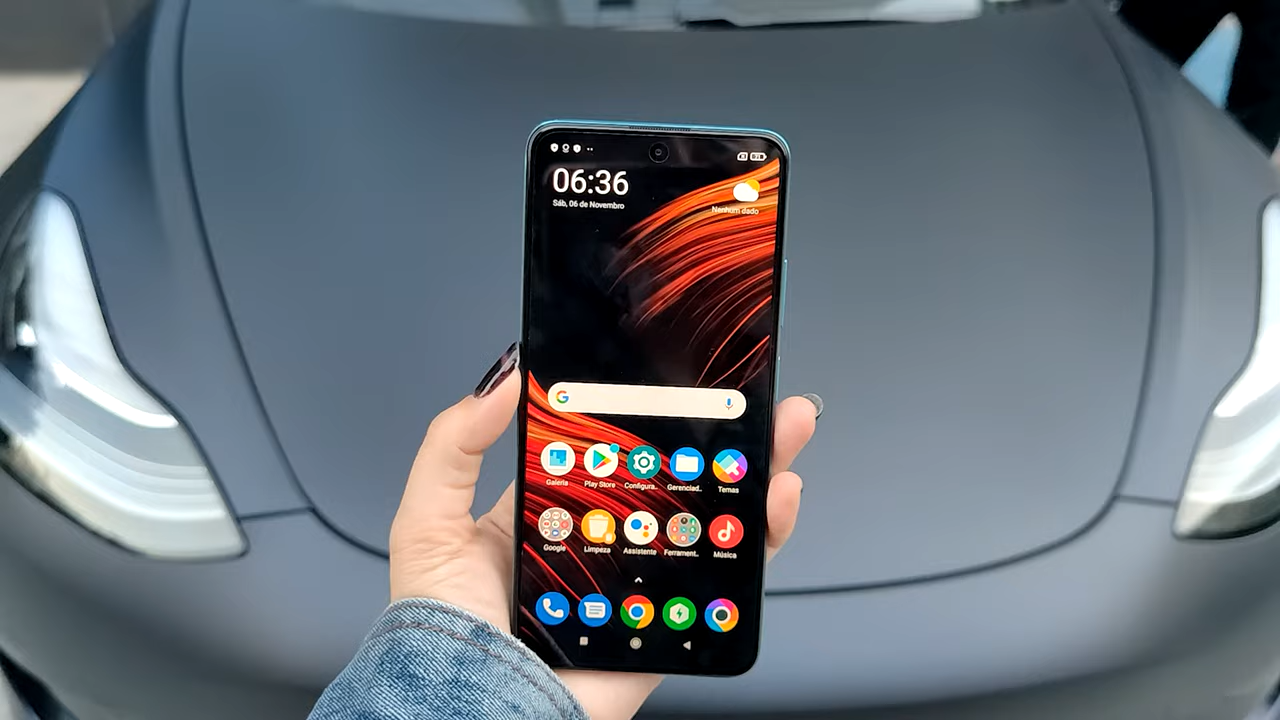 06:36
Sáb, 06 de Novembro
Nenhum dado
G
Galeria
Play Store
Configura..
Gerenciad..
Temas
Google
Limpeza
Assistente
Ferrament..
Música